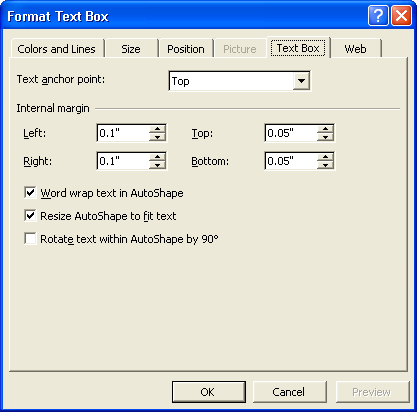 Format Text Box
Colors and Lines Size Position Picture Text Box Web
Text anchor point: Top
Internal margin
Left: 0.1" Top: 0.05"
Right: 0.1" Bottom: 0.05"
Word wrap text in AutoShape
Resize AutoShape to fit text
Rotate text within AutoShape by 90°
OK Cancel Preview